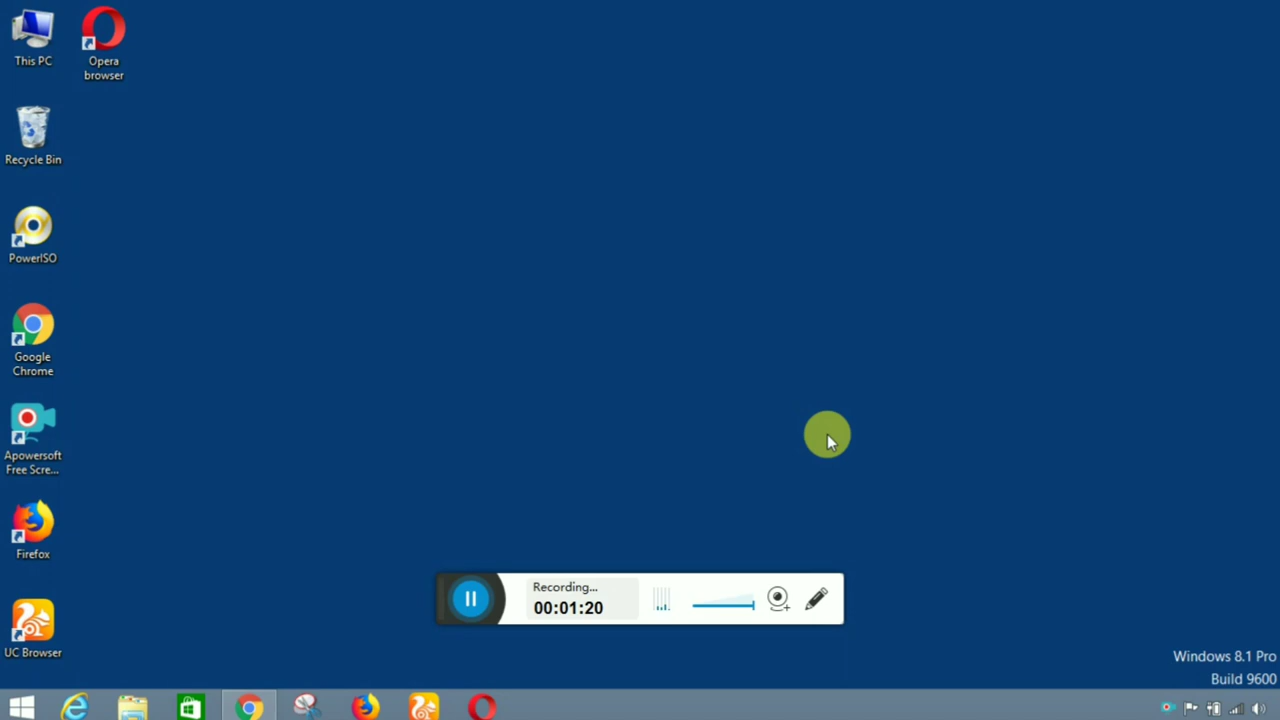 This PC
Opera
browser
Recycle Bin
PowerISO
Google
Chrome
Apowersoft
Free Scre...
Firefox
UC Browser
Recording...
00:01:20
Windows 8.1 Pro
Build 9600